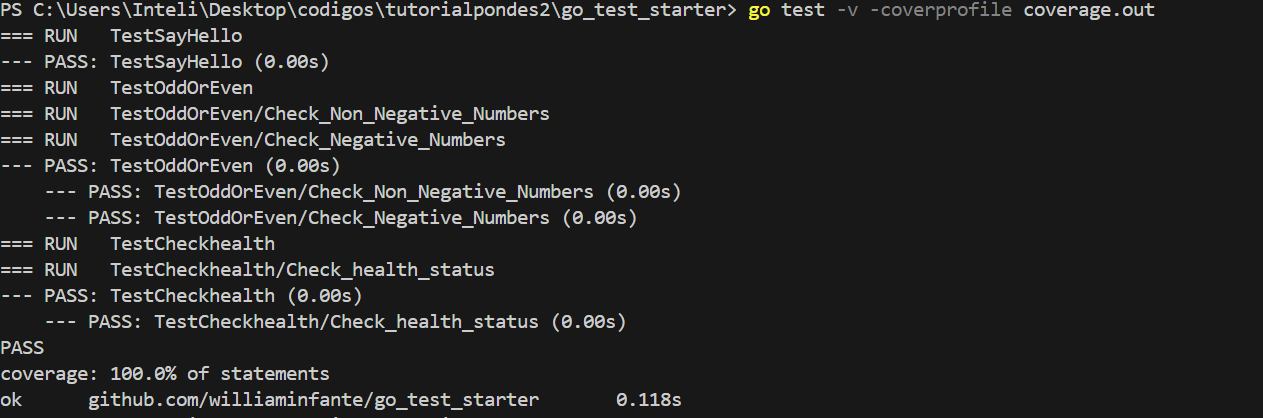 PS C:\Users\Inteli\Desktop\codigos\tutorialpondes2\go_test_starter> go test -v -coverprofile coverage.out
=== RUN   TestSayHello
--- PASS: TestSayHello (0.00s)
=== RUN   TestOddOrEven
=== RUN   TestOddOrEven/Check_Non_Negative_Numbers
=== RUN   TestOddOrEven/Check_Negative_Numbers
--- PASS: TestOddOrEven (0.00s)
    --- PASS: TestOddOrEven/Check_Non_Negative_Numbers (0.00s)
    --- PASS: TestOddOrEven/Check_Negative_Numbers (0.00s)
=== RUN   TestCheckhealth
=== RUN   TestCheckhealth/Check_health_status
--- PASS: TestCheckhealth (0.00s)
    --- PASS: TestCheckhealth/Check_health_status (0.00s)
PASS
coverage: 100.0% of statements
ok      github.com/williaminfante/go_test_starter       0.118s